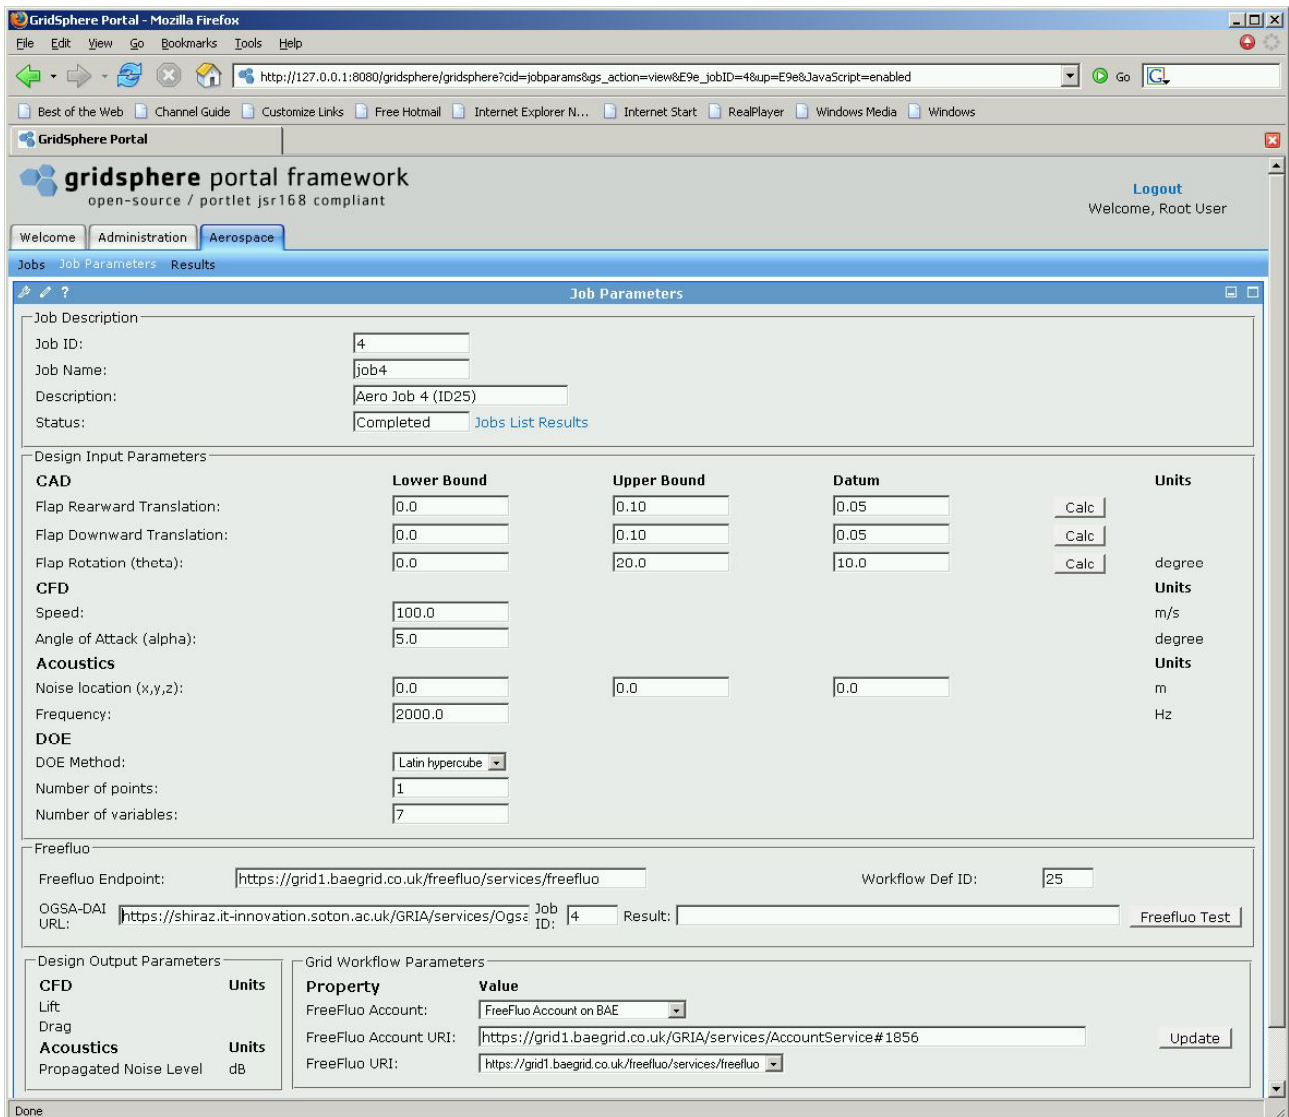 GridSphere Portal - Mozilla Firefox
File Edit View Go Bookmarks Tools Help
http://127.0.0.1:8080/gridsphere/gridsphere?cid=jobparams&gs_action=view&E9e_jobID=4&up=E9e&JavaScript=enabled Go G
Best of the Web Channel Guide Customize Links Free Hotmail Internet Explorer N... Internet Start RealPlayer Windows Media Windows
GridSphere Portal
gridsphere portal framework
open-source / portlet jsr168 compliant
Logout
Welcome, Root User
Welcome Administration Aerospace
Jobs Job Parameters Results
? Job Parameters
Job Description
Job ID: 4
Job Name: job4
Description: Aero Job 4 (ID25)
Status: Completed Jobs List Results
Design Input Parameters
CAD Lower Bound Upper Bound Datum Units
Flap Rearward Translation: 0.0 0.10 0.05 Calc
Flap Downward Translation: 0.0 0.10 0.05 Calc
Flap Rotation (theta): 0.0 20.0 10.0 Calc degree
CFD Units
Speed: 100.0 m/s
Angle of Attack (alpha): 5.0 degree
Acoustics Units
Noise location (x,y,z): 0.0 0.0 0.0 m
Frequency: 2000.0 Hz
DOE
DOE Method: Latin hypercube
Number of points: 1
Number of variables: 7
Freefluo
Freefluo Endpoint: https://grid1.baegrid.co.uk/freefluo/services/freefluo Workflow Def ID: 25
OGSA-DAI URL: https://shiraz.it-innovation.soton.ac.uk/GRIA/services/Ogsa Job ID: 4 Result: Freefluo Test
Design Output Parameters
CFD Units
Lift
Drag
Acoustics Units
Propagated Noise Level dB
Grid Workflow Parameters
Property Value
FreeFluo Account: FreeFluo Account on BAE
FreeFluo Account URI: https://grid1.baegrid.co.uk/GRIA/services/AccountService#1856 Update
FreeFluo URI: https://grid1.baegrid.co.uk/freefluo/services/freefluo
Done